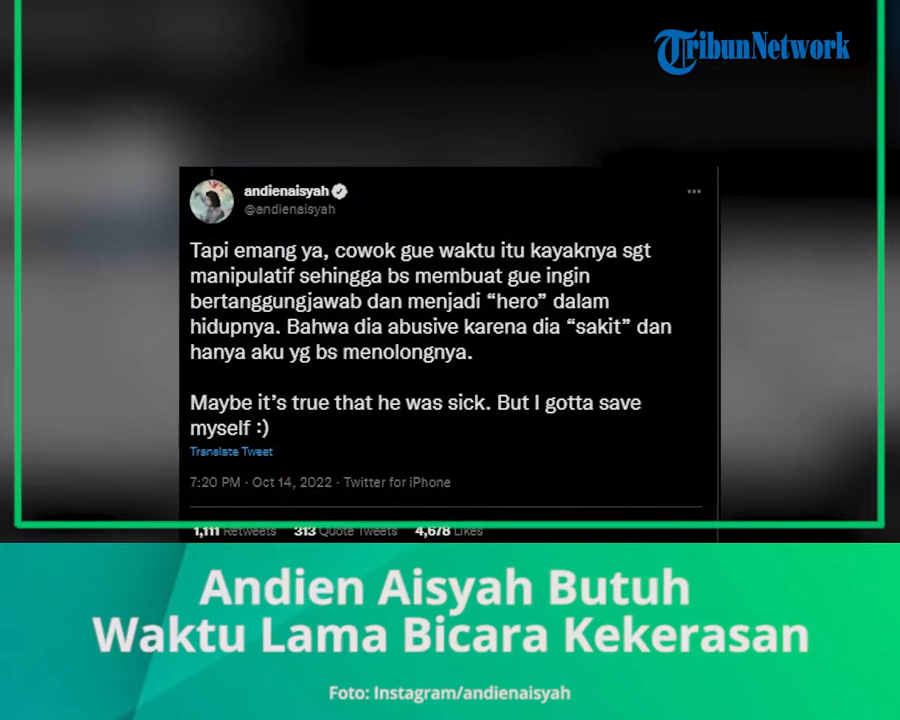 TribunNetwork
andienaisyah
@andienaisyah
Tapi emang ya, cowok gue waktu itu kayaknya sgt
manipulatif sehingga bs membuat gue ingin
bertanggungjawab dan menjadi “hero” dalam
hidupnya. Bahwa dia abusive karena dia “sakit” dan
hanya aku yg bs menolongnya.
Maybe it’s true that he was sick. But I gotta save
myself :)
Translate Tweet
7:20 PM · Oct 14, 2022 · Twitter for iPhone
1,111 Retweets 313 Quote Tweets 4,678 Likes
Andien Aisyah Butuh
Waktu Lama Bicara Kekerasan
Foto: Instagram/andienaisyah